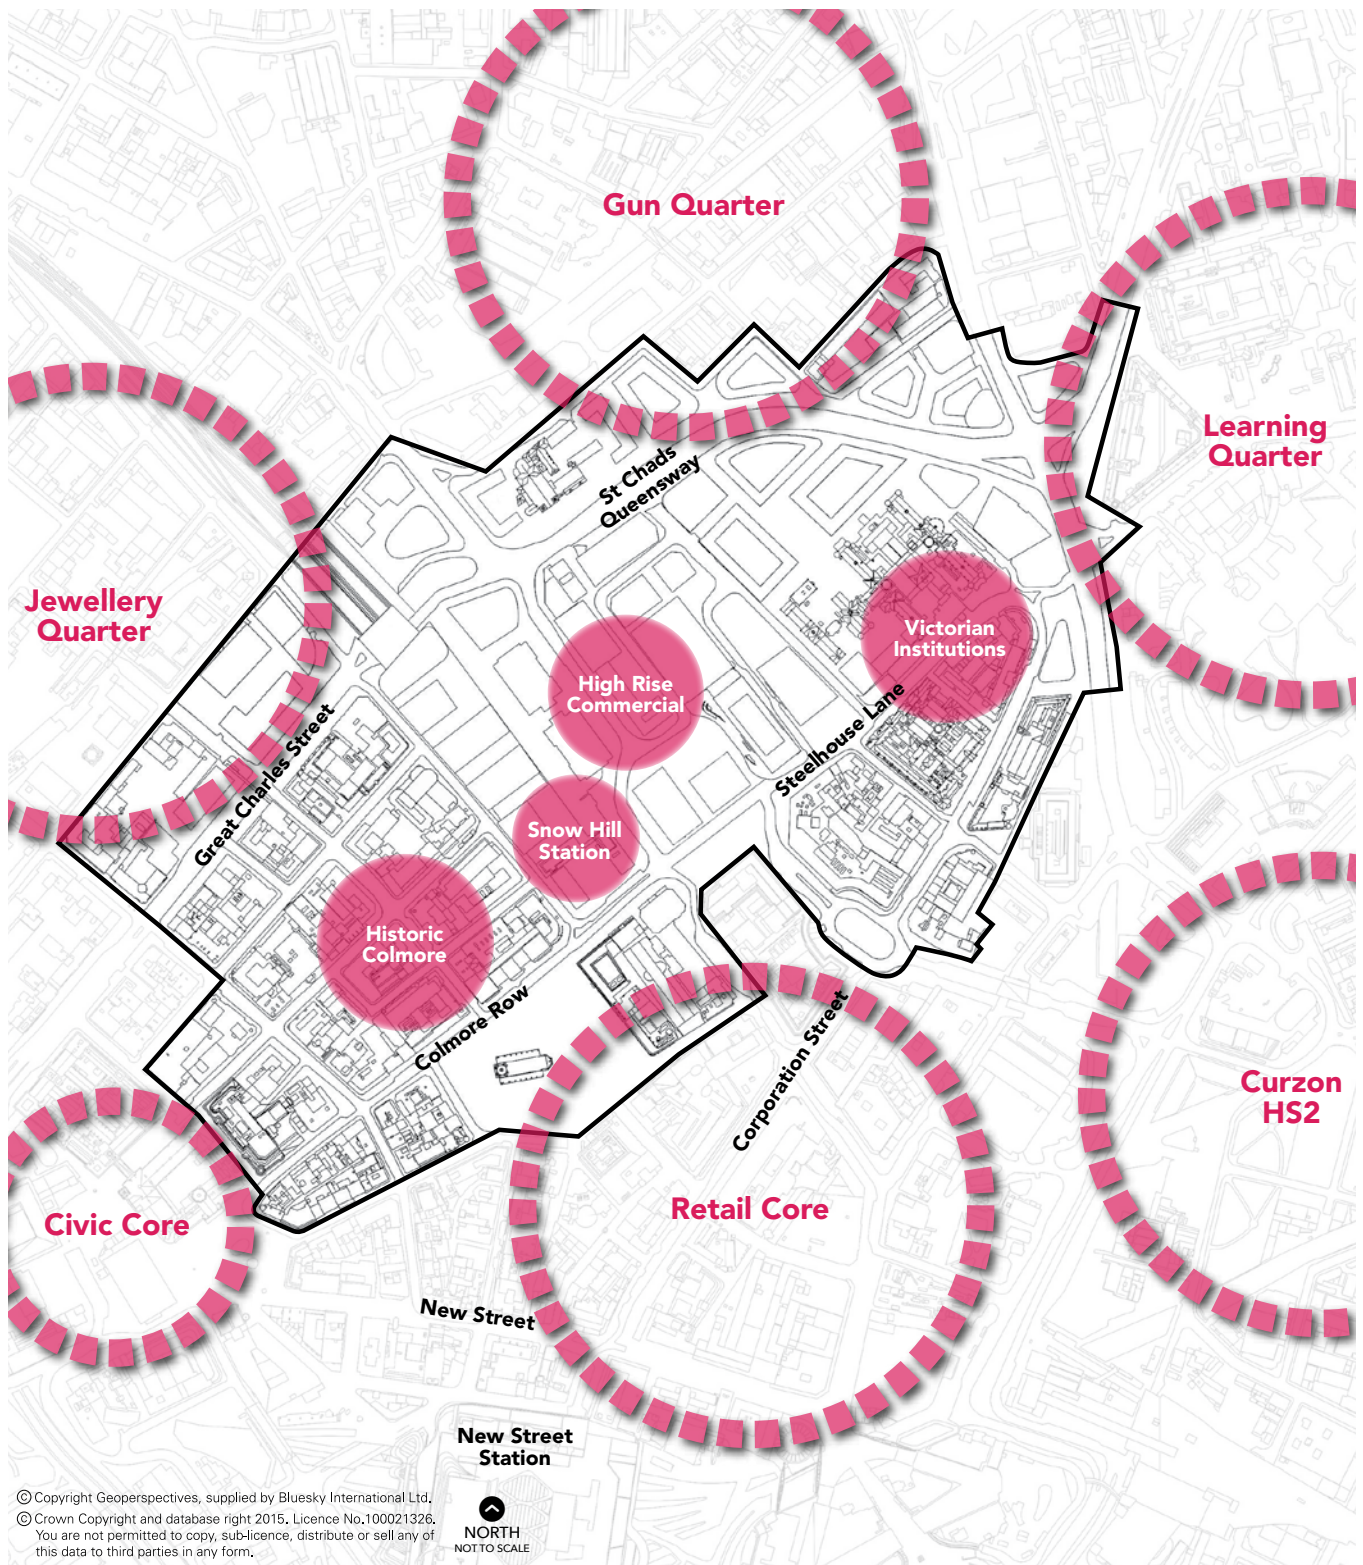 Gun Quarter
Learning
Quarter
St Chads
Queensway
Jewellery
Quarter
Victorian
Institutions
High Rise
Commercial
Steelhouse Lane
Great Charles Street
Snow Hill
Station
Historic
Colmore
Colmore Row
Corporation Street
Curzon
HS2
Retail Core
Civic Core
New Street
New Street
Station
© Copyright Geoperspectives, supplied by Bluesky International Ltd.
© Crown Copyright and database right 2015. Licence No.100021326.
You are not permitted to copy, sub-licence, distribute or sell any of
this data to third parties in any form.
NORTH
NOT TO SCALE